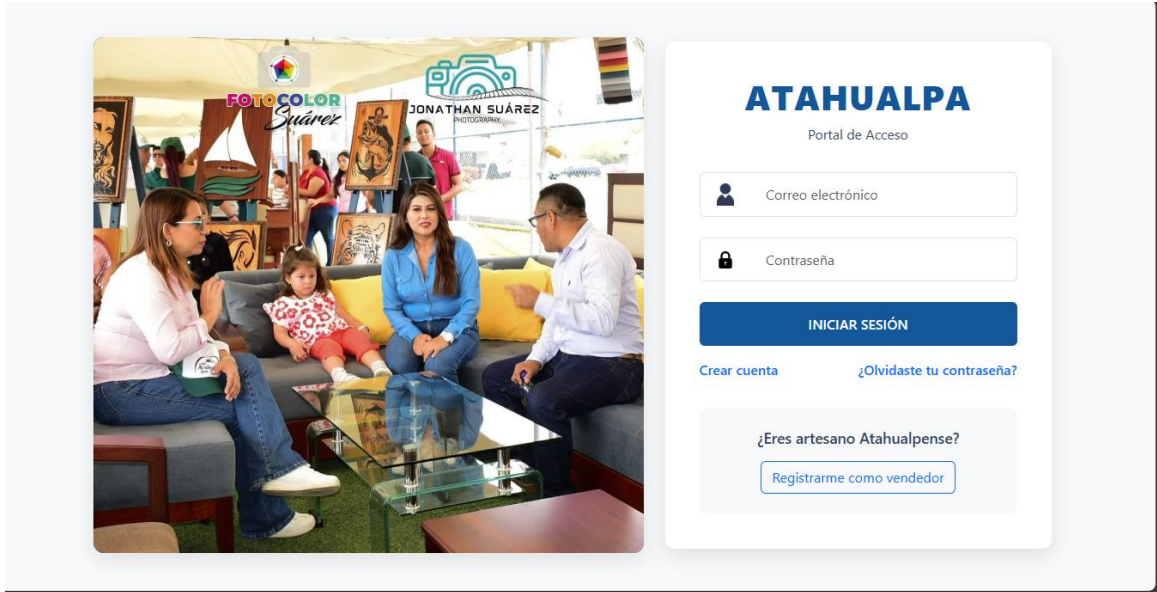 FOTOCOLOR
Suárez
JONATHAN SUÁREZ
PHOTOGRAPHY
ATAHUALPA
Portal de Acceso
Correo electrónico
Contraseña
INICIAR SESIÓN
Crear cuenta
¿Olvidaste tu contraseña?
¿Eres artesano Atahualpense?
Registrarme como vendedor